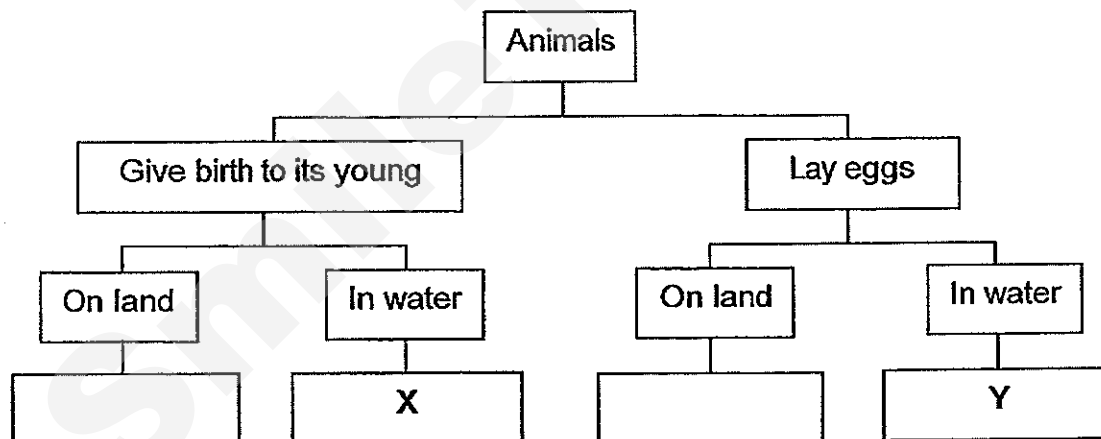 Animals
Give birth to its young
Lay eggs
On land
In water
On land
In water
X
Y